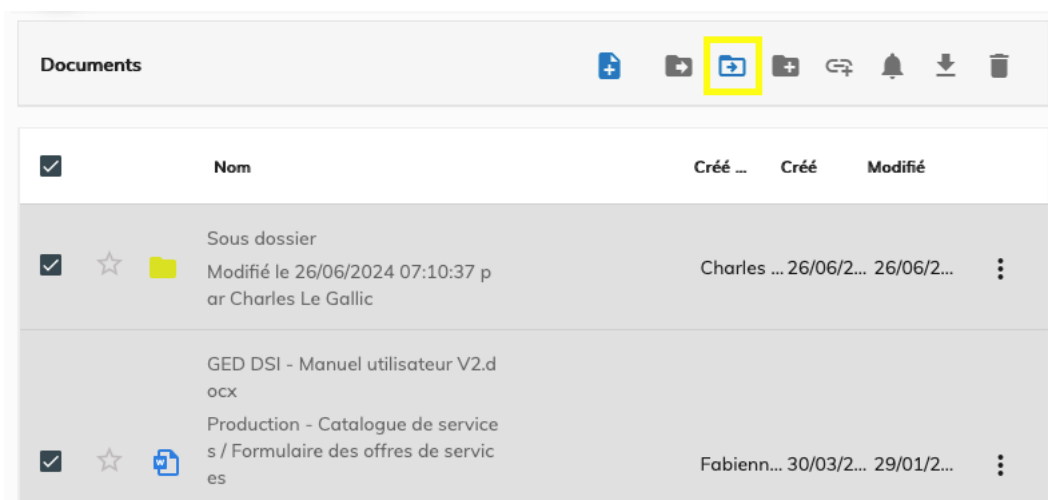 Documents
Nom Créé ... Créé Modifié
Sous dossier
Modifié le 26/06/2024 07:10:37 p
ar Charles Le Gallic
Charles ... 26/06/2... 26/06/2...
GED DSI - Manuel utilisateur V2.d
ocx
Production - Catalogue de service
s / Formulaire des offres de servic
es
Fabienn... 30/03/2... 29/01/2...